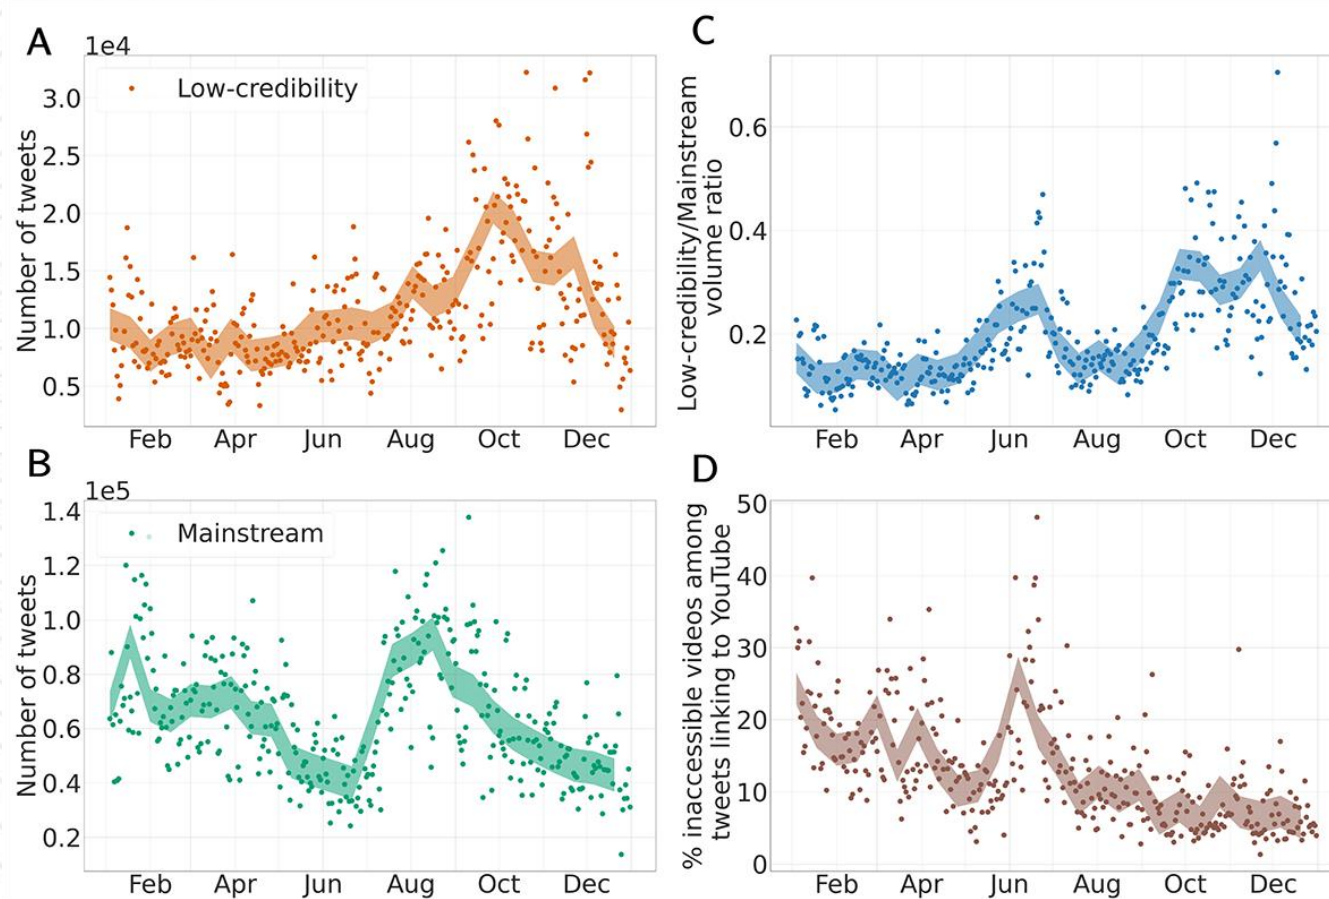 A
1e4
Low-credibility
3.0
2.5
2.0
1.5
1.0
0.5
Number of tweets
Feb Apr Jun Aug Oct Dec
B
1e5
Mainstream
1.4
1.2
1.0
0.8
0.6
0.4
0.2
Number of tweets
Feb Apr Jun Aug Oct Dec
C
Low-credibility/Mainstream
volume ratio
0.6
0.4
0.2
Feb Apr Jun Aug Oct Dec
D
% inaccessible videos among
tweets linking to YouTube
50
40
30
20
10
0
Feb Apr Jun Aug Oct Dec